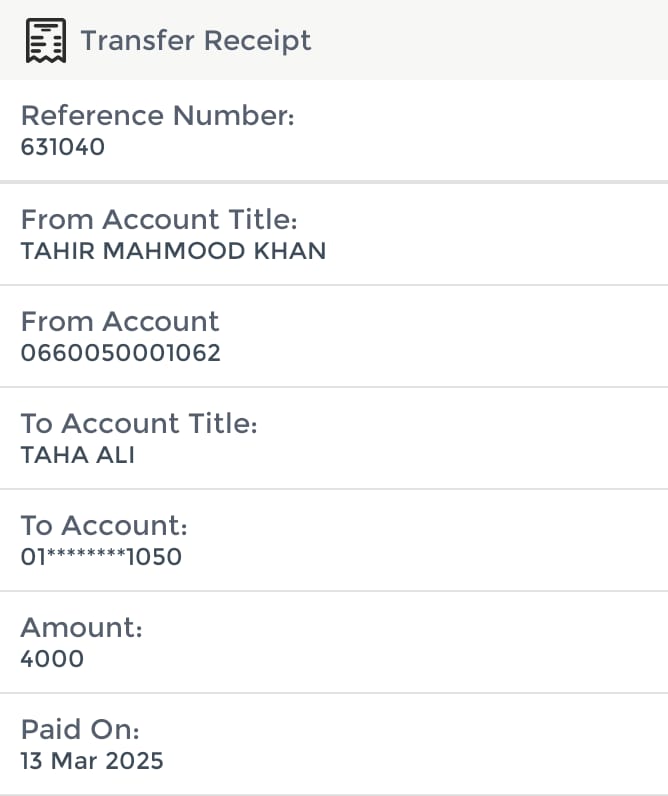 Transfer Receipt
Reference Number:
631040
From Account Title:
TAHIR MAHMOOD KHAN
From Account
0660050001062
To Account Title:
TAHA ALI
To Account:
01********1050
Amount:
4000
Paid On:
13 Mar 2025